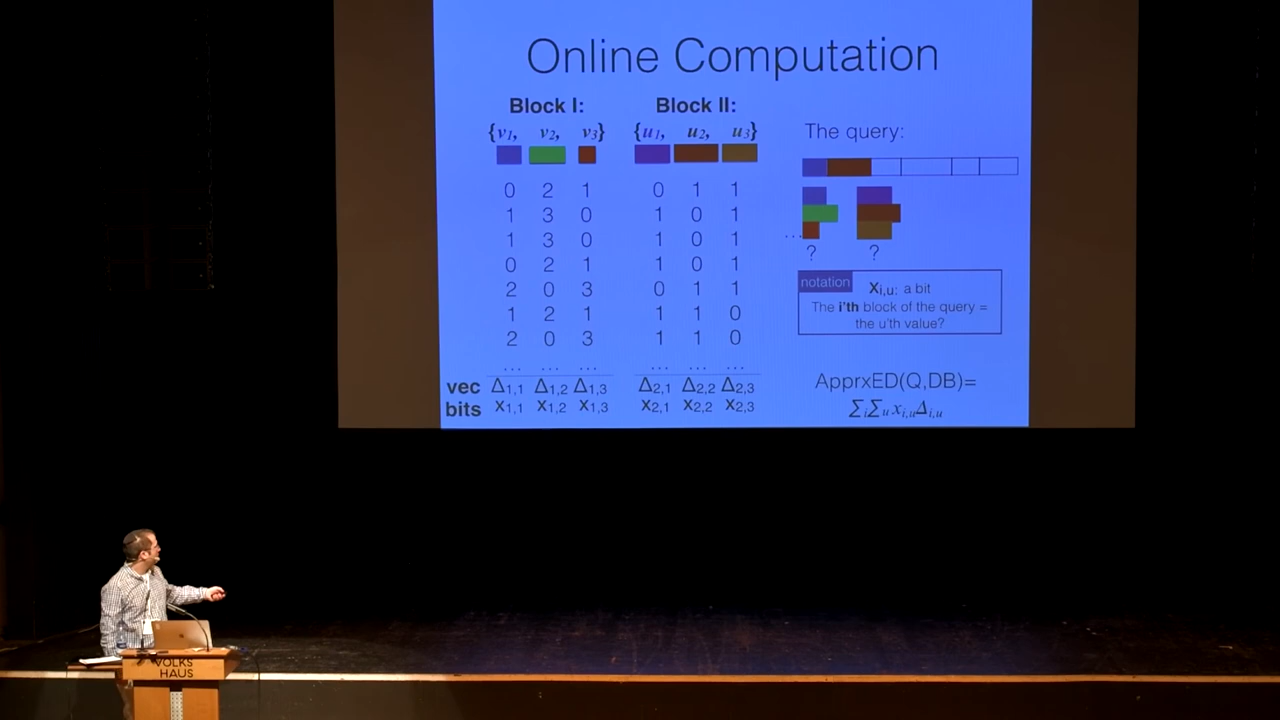 Online Computation
Block I:
{v1, v2, v3}
0 2 1
1 3 0
1 3 0
0 2 1
2 0 3
1 2 1
2 0 3
... ... ...
vec Δ1,1 Δ1,2 Δ1,3
bits x1,1 x1,2 x1,3
Block II:
{u1, u2, u3}
0 1 1
1 0 1
1 0 1
1 0 1
0 1 1
1 1 0
1 1 0
... ... ...
Δ2,1 Δ2,2 Δ2,3
x2,1 x2,2 x2,3
The query:
...
? ?
notation
xi,u: a bit
The i'th block of the query =
the u'th value?
ApprxED(Q,DB)=
∑i∑u xi,uΔi,u
VOLKS
HAUS